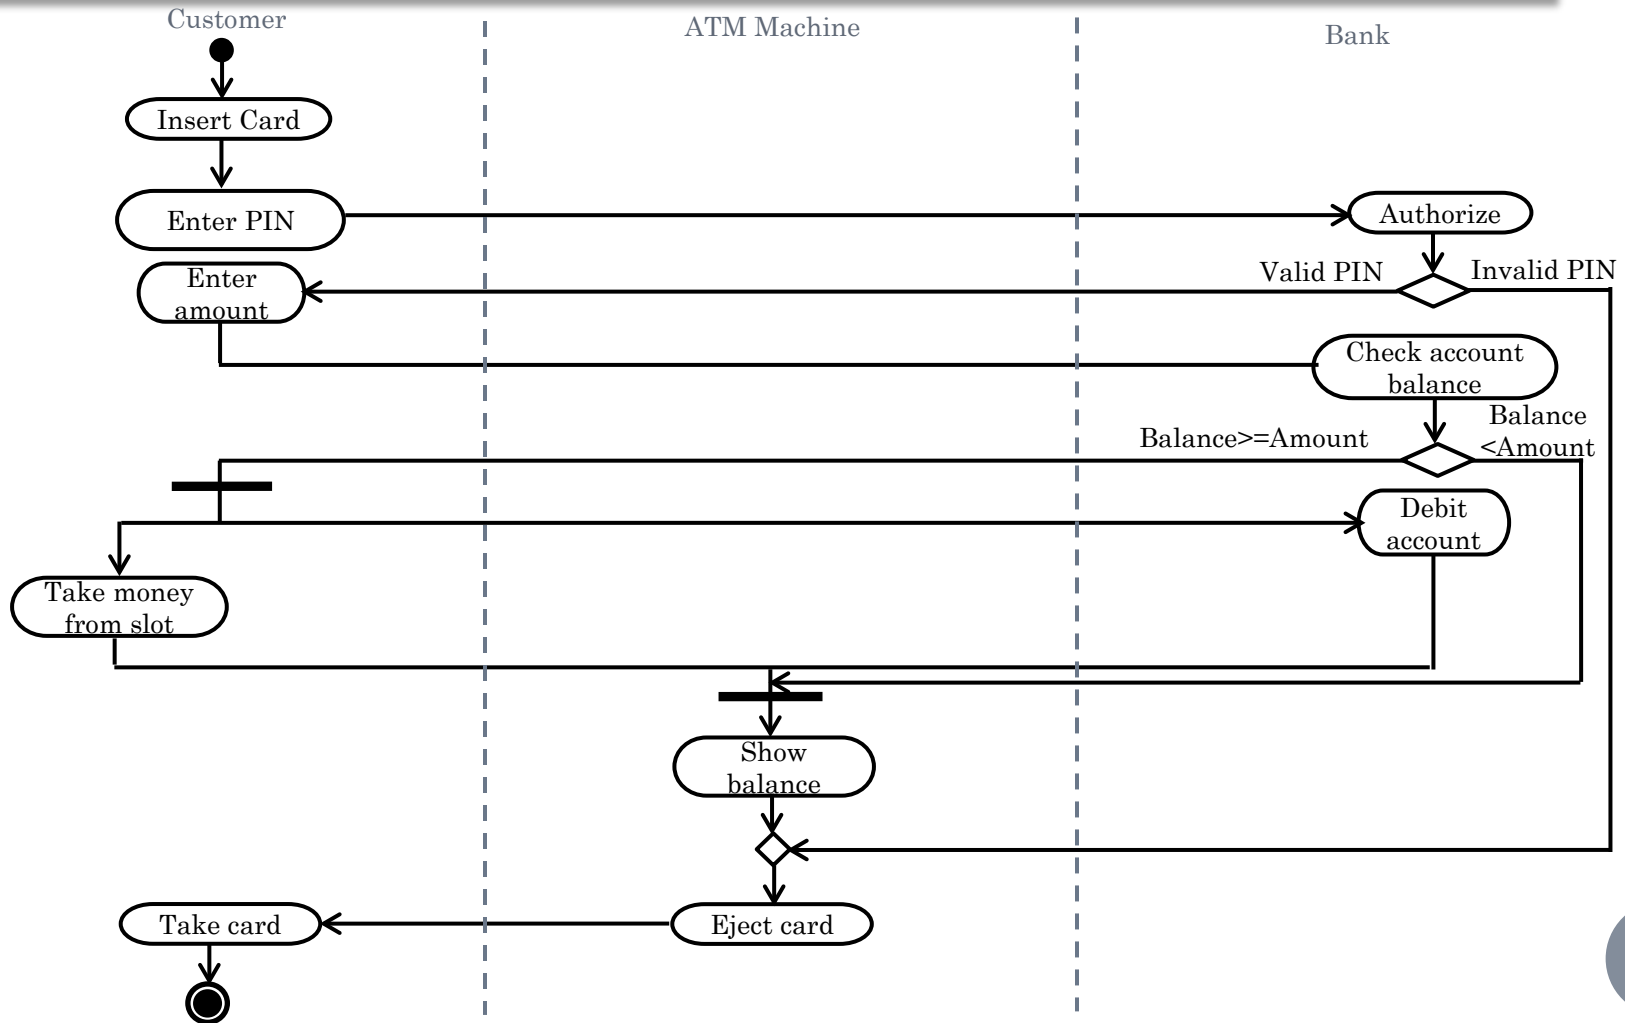 Customer
ATM Machine
Bank
Insert Card
Enter PIN
Authorize
Enter
amount
Valid PIN
Invalid PIN
Check account
balance
Balance>=Amount
Balance
<Amount
Debit
account
Take money
from slot
Show
balance
Take card
Eject card